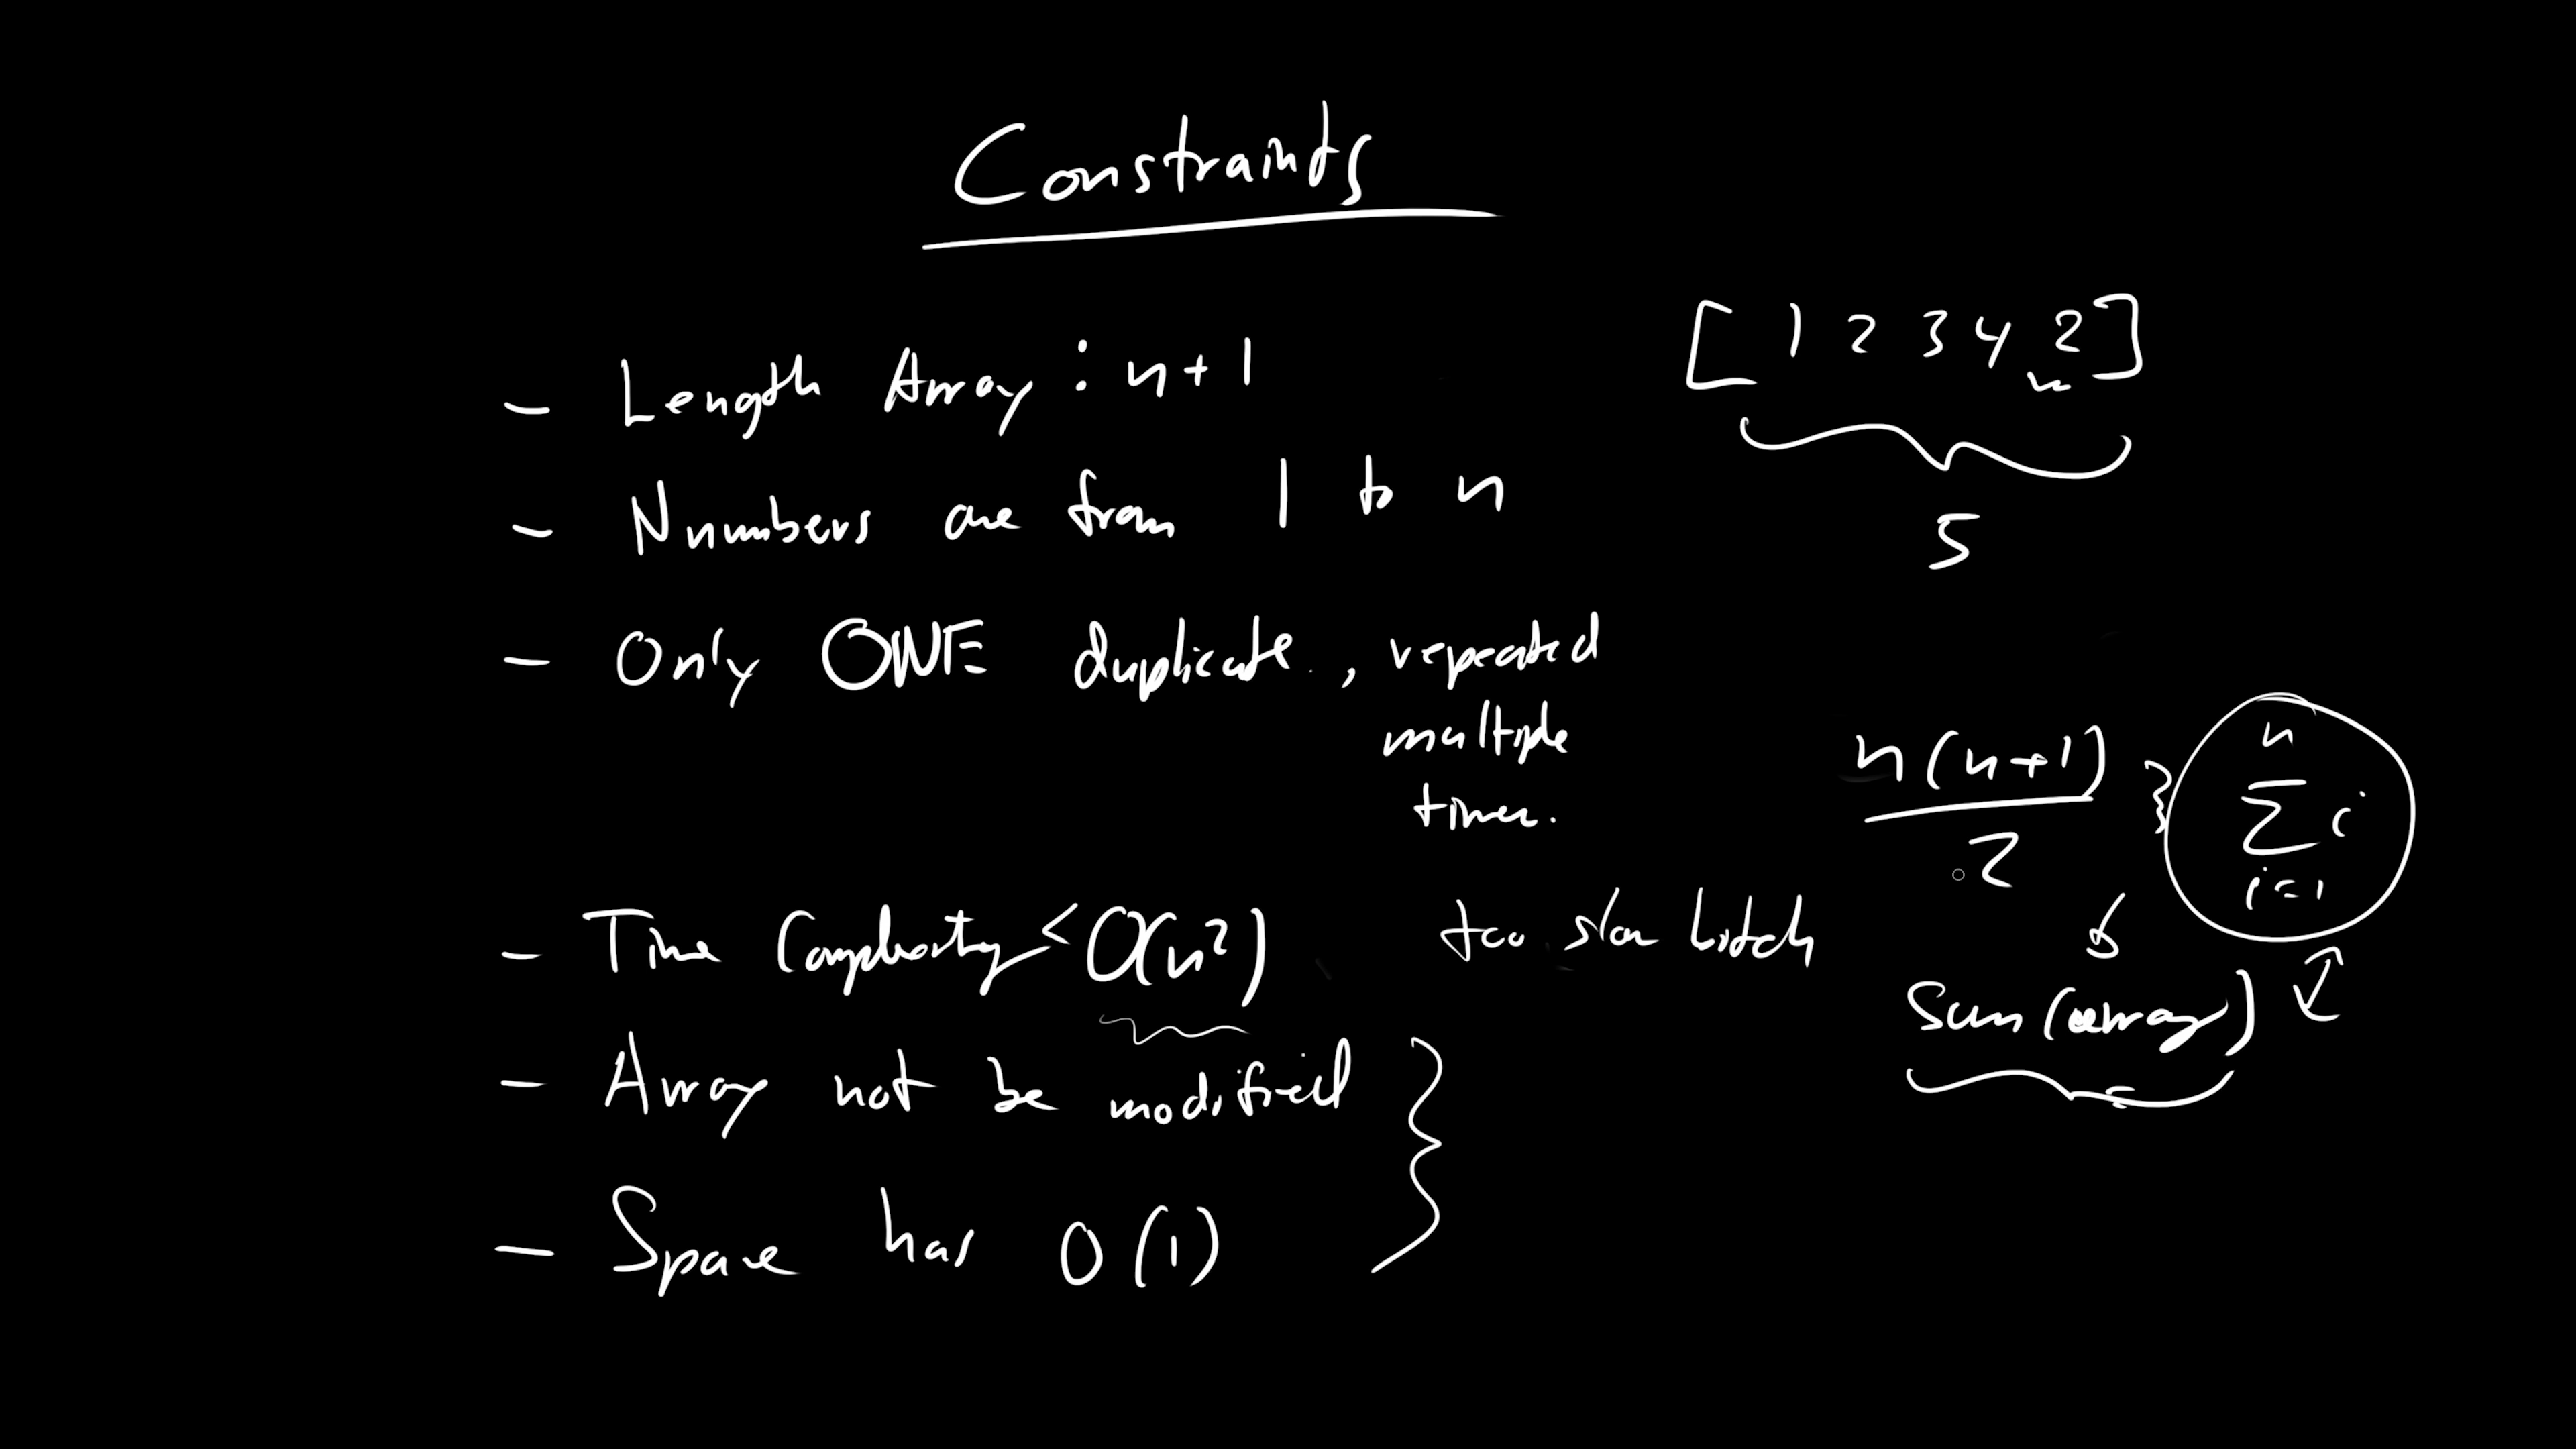 Constraints
- Length Array : n+1
- Nnumbers are from 1 to n
- Only ONE duplicate. , repeated
multiple
times.
- Time Complexity < O(n²)
too slow bitch
- Array not be modified
- Space has O(1)
[ 1 2 3 4 2 ]
5
n(n+1)
2
n
Σ i
i=1
Sum(array)